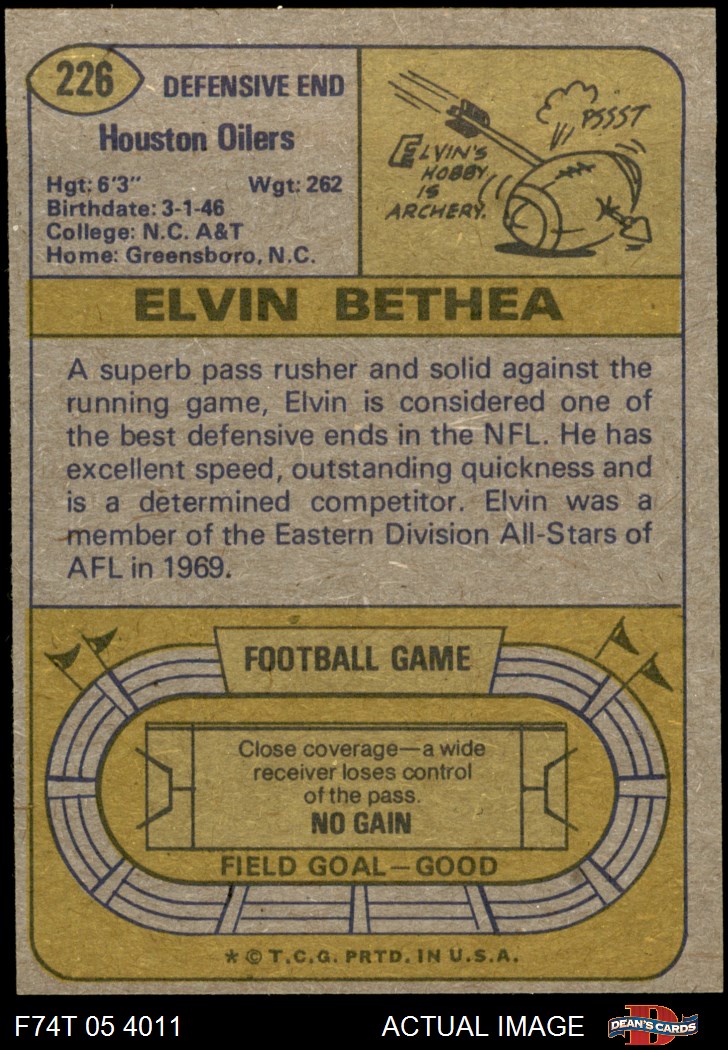 226
DEFENSIVE END
Houston Oilers
Hgt: 6'3" Wgt: 262
Birthdate: 3-1-46
College: N.C. A&T
Home: Greensboro, N.C.
ELVIN'S
HOBBY
IS
ARCHERY.
PSSST
ELVIN BETHEA
A superb pass rusher and solid against the
running game, Elvin is considered one of
the best defensive ends in the NFL. He has
excellent speed, outstanding quickness and
is a determined competitor. Elvin was a
member of the Eastern Division All-Stars of
AFL in 1969.
FOOTBALL GAME
Close coverage—a wide
receiver loses control
of the pass.
NO GAIN
FIELD GOAL—GOOD
* © T.C.G. PRTD. IN U.S.A.
F74T 05 4011 ACTUAL IMAGE D DEAN'S CARDS